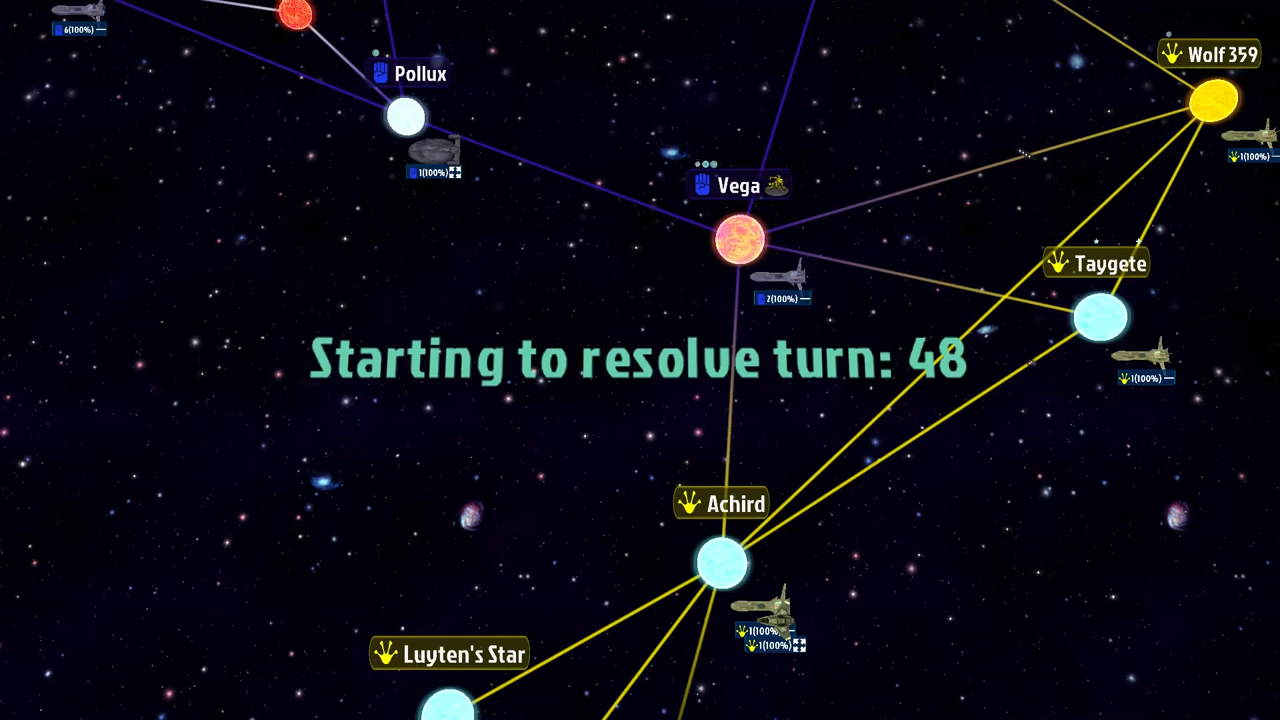 6(100%)
Pollux
Wolf 359
1(100%)
1(100%)
Vega
2(100%)
Taygete
Starting to resolve turn: 48
1(100%)
Achird
1(100%)
1(100%)
Luyten's Star